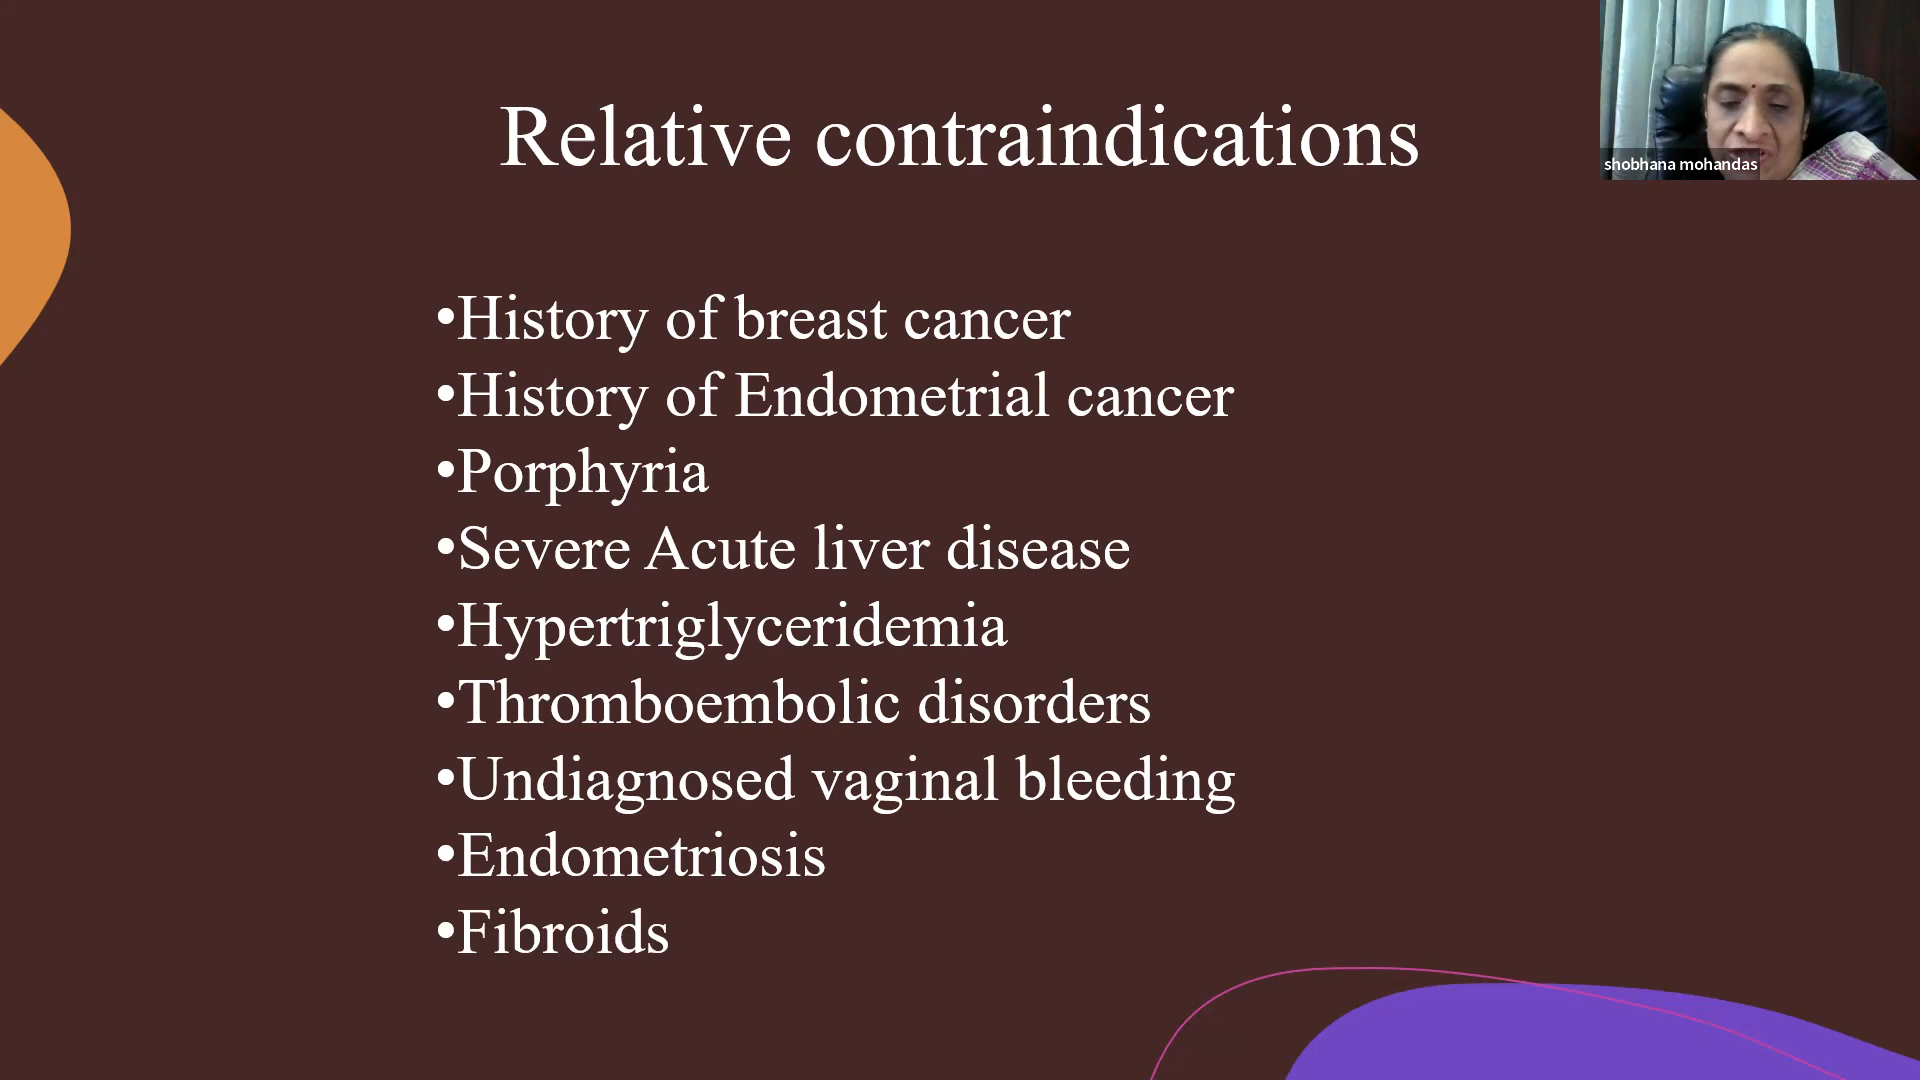 Relative contraindications
shobhana mohandas
•History of breast cancer
•History of Endometrial cancer
•Porphyria
•Severe Acute liver disease
•Hypertriglyceridemia
•Thromboembolic disorders
•Undiagnosed vaginal bleeding
•Endometriosis
•Fibroids